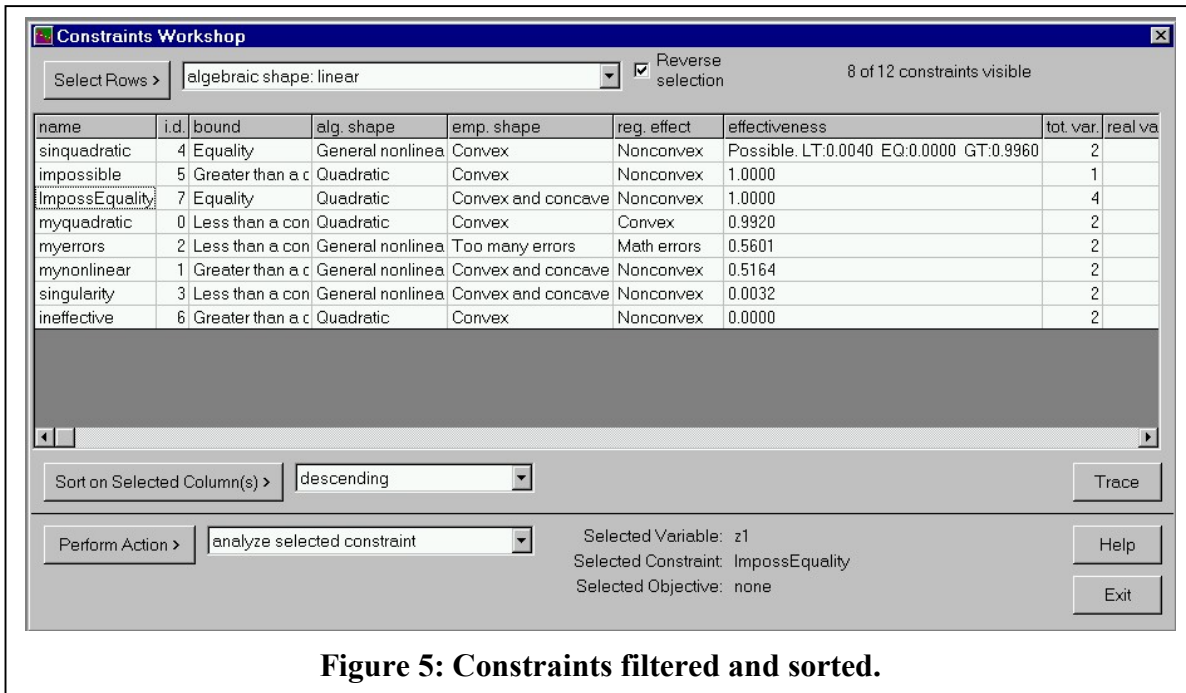 Constraints Workshop
Select Rows > algebraic shape: linear Reverse selection 8 of 12 constraints visible
name i.d. bound alg. shape emp. shape reg. effect effectiveness tot. var. real va
sinquadratic 4 Equality General nonlinea Convex Nonconvex Possible. LT:0.0040 EQ:0.0000 GT:0.9960 2
impossible 5 Greater than a c Quadratic Convex Nonconvex 1.0000 1
ImpossEquality 7 Equality Quadratic Convex and concave Nonconvex 1.0000 4
myquadratic 0 Less than a con Quadratic Convex Convex 0.9920 2
myerrors 2 Less than a con General nonlinea Too many errors Math errors 0.5601 2
mynonlinear 1 Greater than a c General nonlinea Convex and concave Nonconvex 0.5164 2
singularity 3 Less than a con General nonlinea Convex and concave Nonconvex 0.0032 2
ineffective 6 Greater than a c Quadratic Convex Nonconvex 0.0000 2
Sort on Selected Column(s) > descending Trace
Perform Action > analyze selected constraint Selected Variable: z1 Help
Selected Constraint: ImpossEquality
Selected Objective: none Exit
Figure 5: Constraints filtered and sorted.